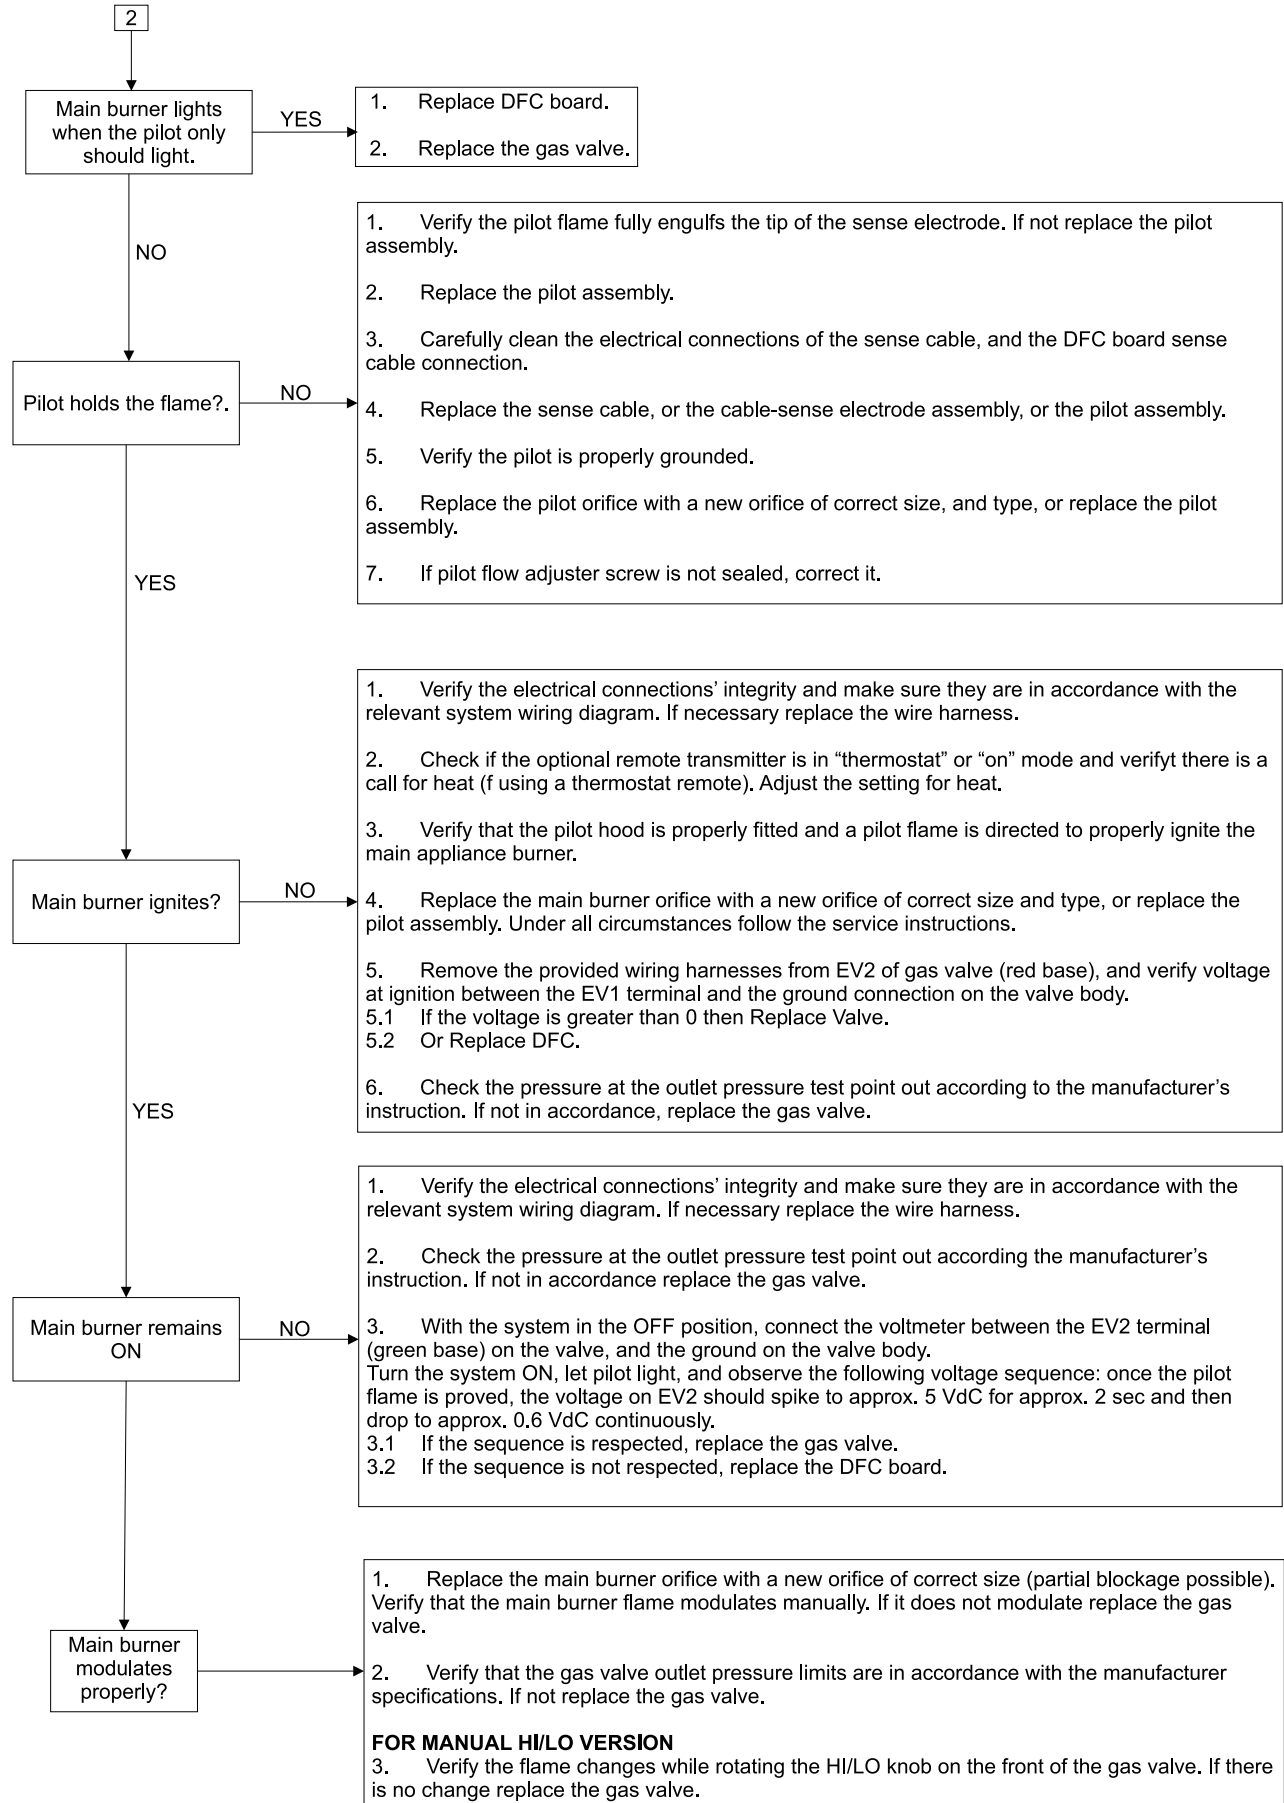 2
Main burner lights
when the pilot only
should light.
YES
1. Replace DFC board.
2. Replace the gas valve.
NO
1. Verify the pilot flame fully engulfs the tip of the sense electrode. If not replace the pilot
assembly.
2. Replace the pilot assembly.
3. Carefully clean the electrical connections of the sense cable, and the DFC board sense
cable connection.
4. Replace the sense cable, or the cable-sense electrode assembly, or the pilot assembly.
5. Verify the pilot is properly grounded.
6. Replace the pilot orifice with a new orifice of correct size, and type, or replace the pilot
assembly.
7. If pilot flow adjuster screw is not sealed, correct it.
Pilot holds the flame?.
NO
YES
1. Verify the electrical connections’ integrity and make sure they are in accordance with the
relevant system wiring diagram. If necessary replace the wire harness.
2. Check if the optional remote transmitter is in “thermostat” or “on” mode and verifyt there is a
call for heat (f using a thermostat remote). Adjust the setting for heat.
3. Verify that the pilot hood is properly fitted and a pilot flame is directed to properly ignite the
main appliance burner.
4. Replace the main burner orifice with a new orifice of correct size and type, or replace the
pilot assembly. Under all circumstances follow the service instructions.
5. Remove the provided wiring harnesses from EV2 of gas valve (red base), and verify voltage
at ignition between the EV1 terminal and the ground connection on the valve body.
5.1 If the voltage is greater than 0 then Replace Valve.
5.2 Or Replace DFC.
6. Check the pressure at the outlet pressure test point out according to the manufacturer’s
instruction. If not in accordance, replace the gas valve.
Main burner ignites?
NO
YES
1. Verify the electrical connections’ integrity and make sure they are in accordance with the
relevant system wiring diagram. If necessary replace the wire harness.
2. Check the pressure at the outlet pressure test point out according the manufacturer’s
instruction. If not in accordance replace the gas valve.
3. With the system in the OFF position, connect the voltmeter between the EV2 terminal
(green base) on the valve, and the ground on the valve body.
Turn the system ON, let pilot light, and observe the following voltage sequence: once the pilot
flame is proved, the voltage on EV2 should spike to approx. 5 VdC for approx. 2 sec and then
drop to approx. 0.6 VdC continuously.
3.1 If the sequence is respected, replace the gas valve.
3.2 If the sequence is not respected, replace the DFC board.
Main burner remains
ON
NO
1. Replace the main burner orifice with a new orifice of correct size (partial blockage possible).
Verify that the main burner flame modulates manually. If it does not modulate replace the gas
valve.
2. Verify that the gas valve outlet pressure limits are in accordance with the manufacturer
specifications. If not replace the gas valve.
FOR MANUAL HI/LO VERSION
3. Verify the flame changes while rotating the HI/LO knob on the front of the gas valve. If there
is no change replace the gas valve.
Main burner
modulates
properly?